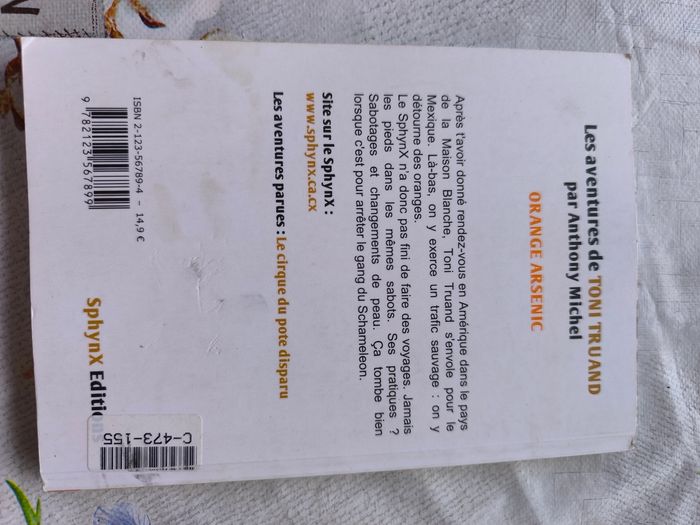 Les aventures de TONI TRUAND
par Anthony Michel
ORANGE ARSENIC
Après t'avoir donné rendez-vous en Amérique dans le pays
de la Maison Blanche, Toni Truand s'envole pour le
Mexique. Là-bas, on y exerce un trafic sauvage : on y
détourne des oranges.
Le SphynX n'a donc pas fini de faire des voyages. Jamais
les pieds dans les mêmes sabots. Ses pratiques ?
Sabotages et changements de peau. Ça tombe bien
lorsque c'est pour arrêter le gang du Schameleon.
Site sur le SphynX :
www.sphynx.ca.cx
Les aventures parues : Le cirque du pote disparu
ISBN 2-123-56789-4 – 14,9 €
9 782123 567899
SphynX Editions
C-473-155